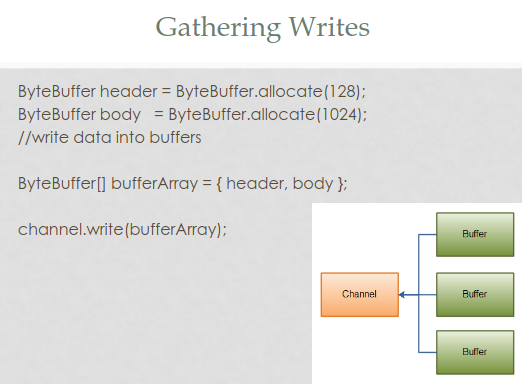 Gathering Writes
ByteBuffer header = ByteBuffer.allocate(128);
ByteBuffer body   = ByteBuffer.allocate(1024);
//write data into buffers
ByteBuffer[] bufferArray = { header, body };
channel.write(bufferArray);
Buffer
Channel
Buffer
Buffer